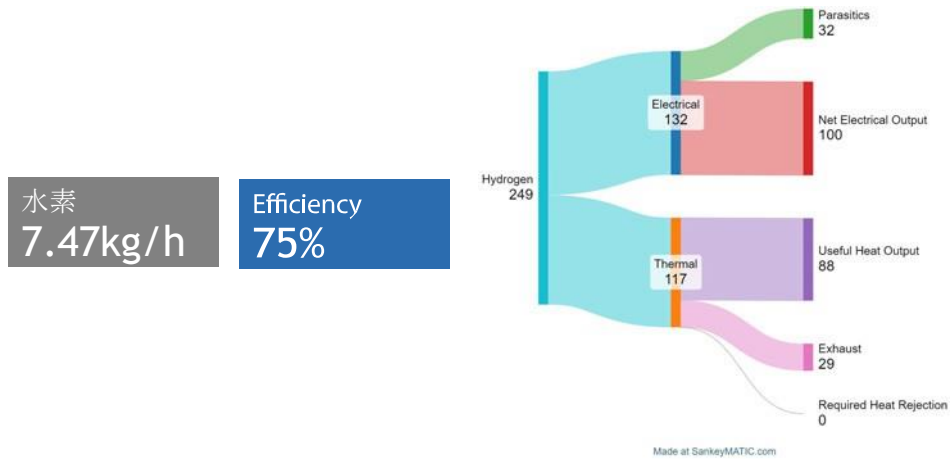 水素
7.47kg/h
Efficiency
75%
Hydrogen
249
Electrical
132
Thermal
117
Parasitics
32
Net Electrical Output
100
Useful Heat Output
88
Exhaust
29
Required Heat Rejection
0
Made at SankeyMATIC.com